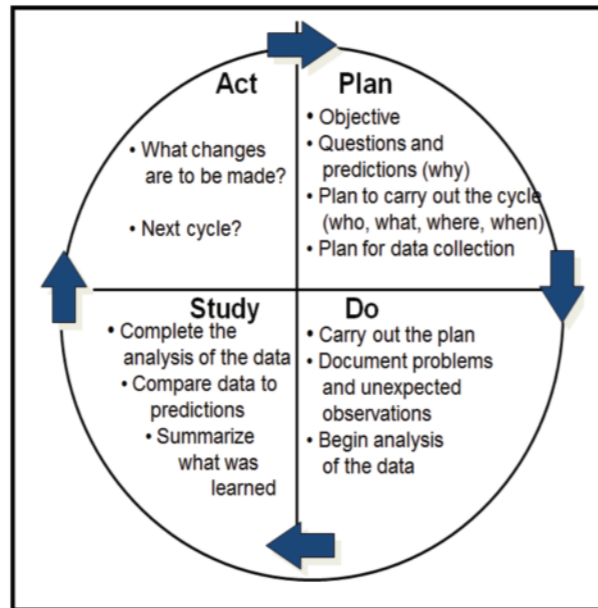 Act
• What changes
are to be made?
• Next cycle?
Plan
• Objective
• Questions and
predictions (why)
• Plan to carry out the cycle
(who, what, where, when)
• Plan for data collection
Study
• Complete the
analysis of the data
• Compare data to
predictions
• Summarize
what was
learned
Do
• Carry out the plan
• Document problems
and unexpected
observations
• Begin analysis
of the data